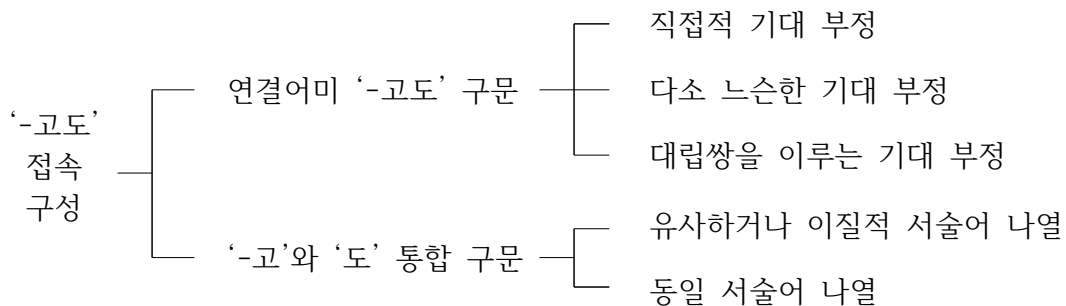 직접적 기대 부정
연결어미 ‘-고도’ 구문
다소 느슨한 기대 부정
‘-고도’
접속
구성
대립쌍을 이루는 기대 부정
유사하거나 이질적 서술어 나열
‘-고’와 ‘도’ 통합 구문
동일 서술어 나열